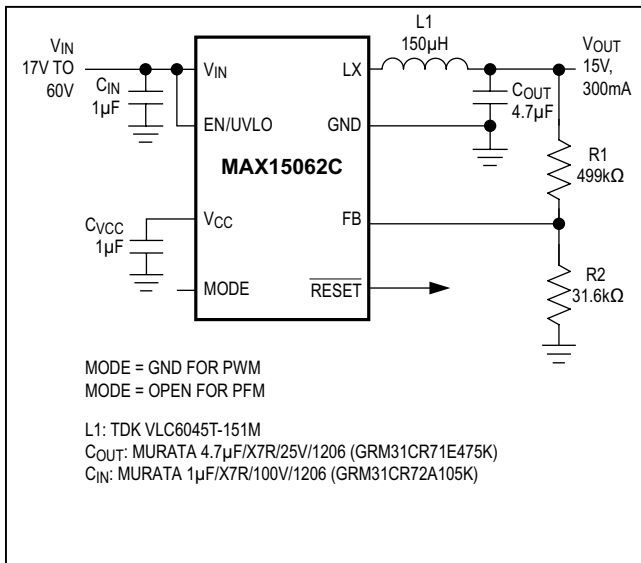 VIN
17V TO
60V
CIN
1µF
VIN
EN/UVLO
MAX15062C
LX
GND
L1
150µH
COUT
4.7µF
VOUT
15V,
300mA
R1
499kΩ
CVCC
1µF
VCC
MODE
FB
RESET
R2
31.6kΩ
MODE = GND FOR PWM
MODE = OPEN FOR PFM
L1: TDK VLC6045T-151M
COUT: MURATA 4.7µF/X7R/25V/1206 (GRM31CR71E475K)
CIN: MURATA 1µF/X7R/100V/1206 (GRM31CR72A105K)